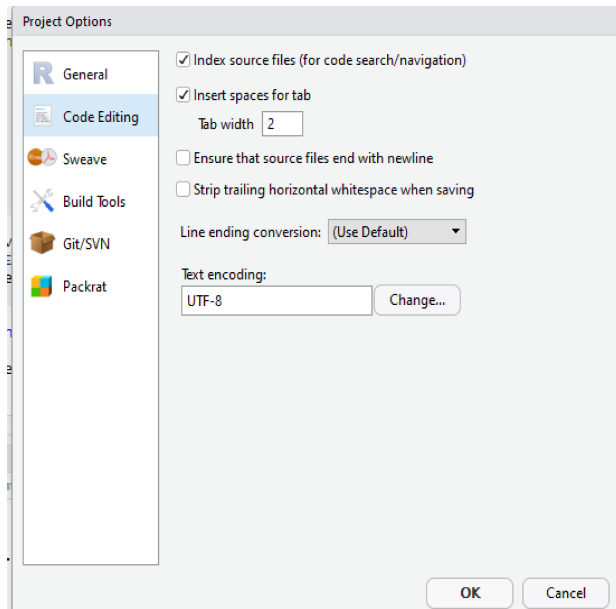 Project Options
General
Code Editing
Sweave
Build Tools
Git/SVN
Packrat
Index source files (for code search/navigation)
Insert spaces for tab
Tab width 2
Ensure that source files end with newline
Strip trailing horizontal whitespace when saving
Line ending conversion: (Use Default)
Text encoding:
UTF-8 Change...
OK Cancel